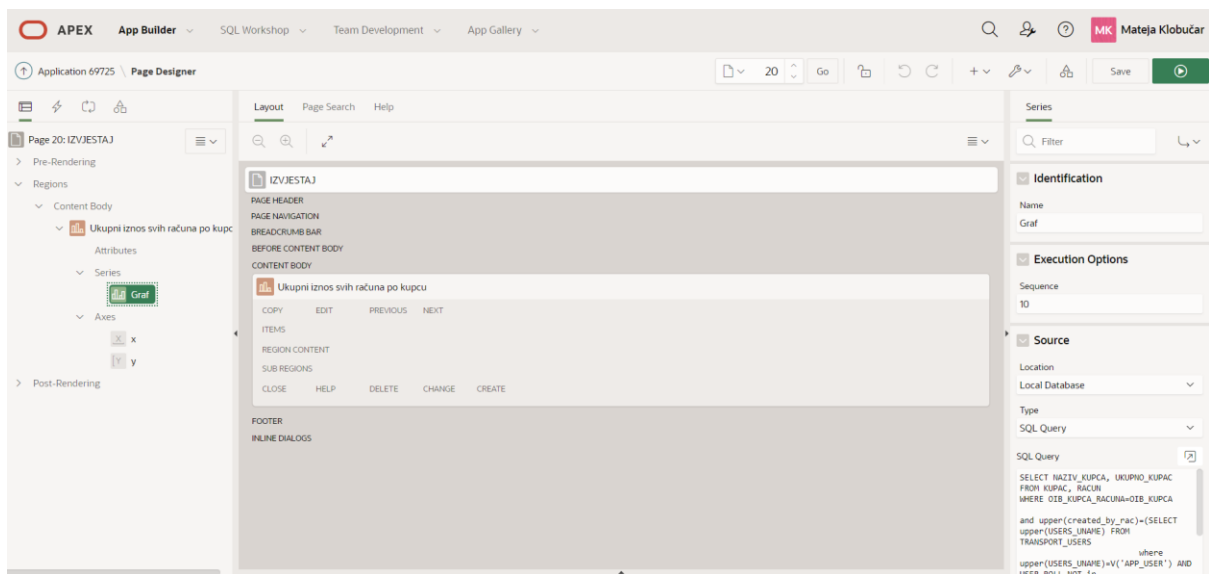 APEX App Builder SQL Workshop Team Development App Gallery MK Mateja Klobučar
Application 69725 \ Page Designer 20 Go Save
Page 20: IZVJESTAJ
Pre-Rendering
Regions
Content Body
Ukupni iznos svih računa po kupc
Attributes
Series
Graf
Axes
x
y
Post-Rendering
Layout Page Search Help
IZVJESTAJ
PAGE HEADER
PAGE NAVIGATION
BREADCRUMB BAR
BEFORE CONTENT BODY
CONTENT BODY
Ukupni iznos svih računa po kupcu
COPY EDIT PREVIOUS NEXT
ITEMS
REGION CONTENT
SUB REGIONS
CLOSE HELP DELETE CHANGE CREATE
FOOTER
INLINE DIALOGS
Series
Filter
Identification
Name
Graf
Execution Options
Sequence
10
Source
Location
Local Database
Type
SQL Query
SQL Query
SELECT NAZIV_KUPCA, UKUPNO_KUPAC
FROM KUPAC, RACUN
WHERE OIB_KUPCA_RACUNA=OIB_KUPCA
and upper(created_by_rac)=(SELECT
upper(USERS_UNAME) FROM
TRANSPORT_USERS
where
upper(USERS_UNAME)=V('APP_USER') AND